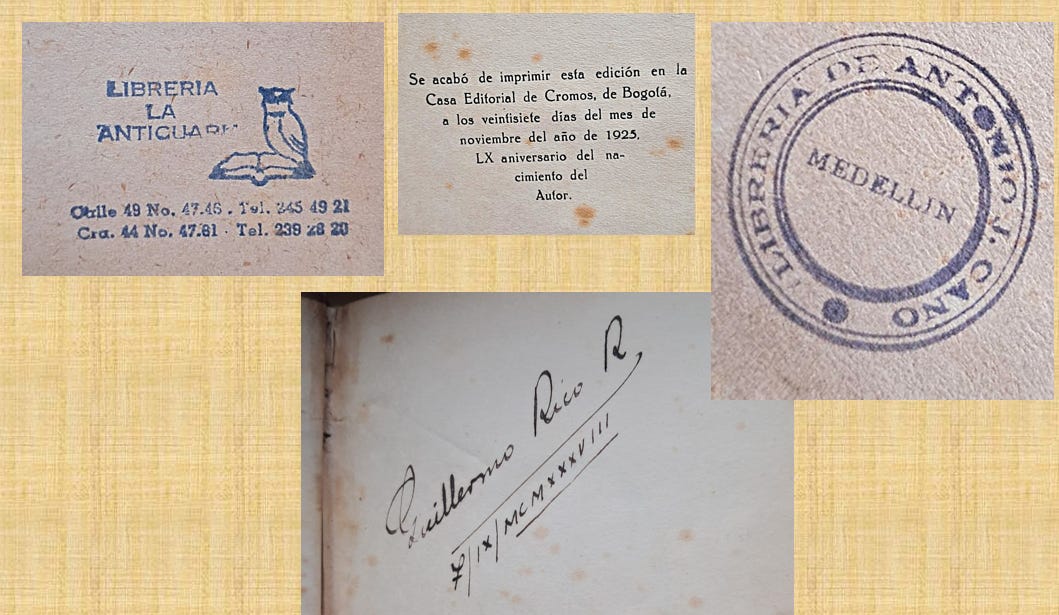 LIBRERIA
LA
ANTIGUARI
Calle 49 No. 47.46 . Tel. 245 49 21
Cra. 44 No. 47.61 . Tel. 239 28 20
Se acabó de imprimir esta edición en la
Casa Editorial de Cromos, de Bogotá,
a los veintisiete días del mes de
noviembre del año de 1925,
LX aniversario del na-
cimiento del
Autor.
LIBRERIA DE ANTONIO J. CANO
MEDELLIN
Guillermo Rico R
7/IX/MCMXXXVIII